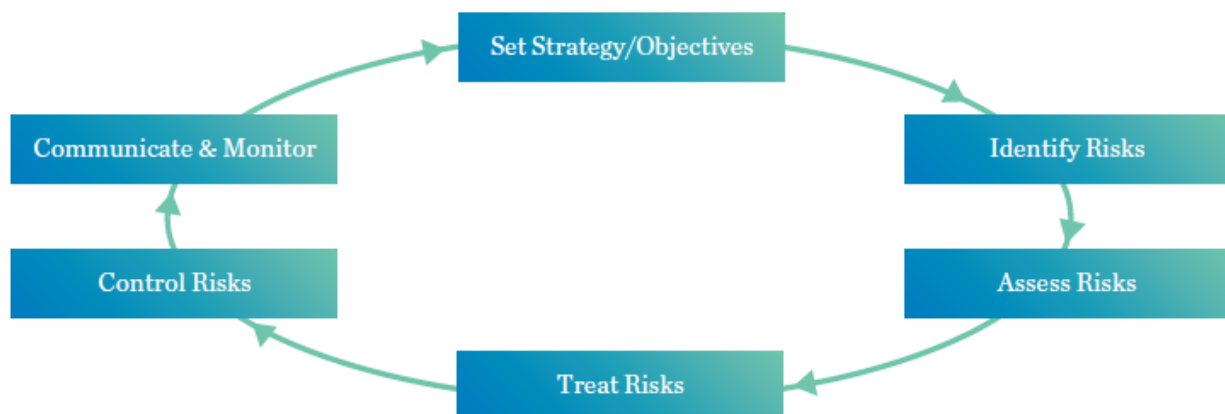 Set Strategy/Objectives
Identify Risks
Assess Risks
Treat Risks
Control Risks
Communicate & Monitor